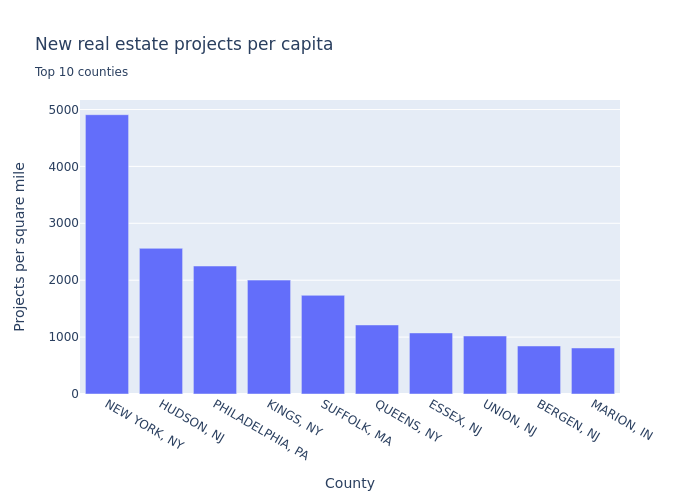 New real estate projects per capita
Top 10 counties
Projects per square mile
5000
4000
3000
2000
1000
0
NEW YORK, NY
HUDSON, NJ
PHILADELPHIA, PA
KINGS, NY
SUFFOLK, MA
QUEENS, NY
ESSEX, NJ
UNION, NJ
BERGEN, NJ
MARION, IN
County